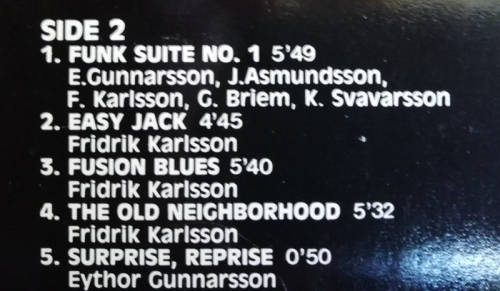 SIDE 2
1. FUNK SUITE NO. 1 5'49
E.Gunnarsson, J.Asmundsson,
F. Karlsson, G. Briem, K. Svavarsson
2. EASY JACK 4'45
Fridrik Karlsson
3. FUSION BLUES 5'40
Fridrik Karlsson
4. THE OLD NEIGHBORHOOD 5'32
Fridrik Karlsson
5. SURPRISE, REPRISE 0'50
Eythor Gunnarsson